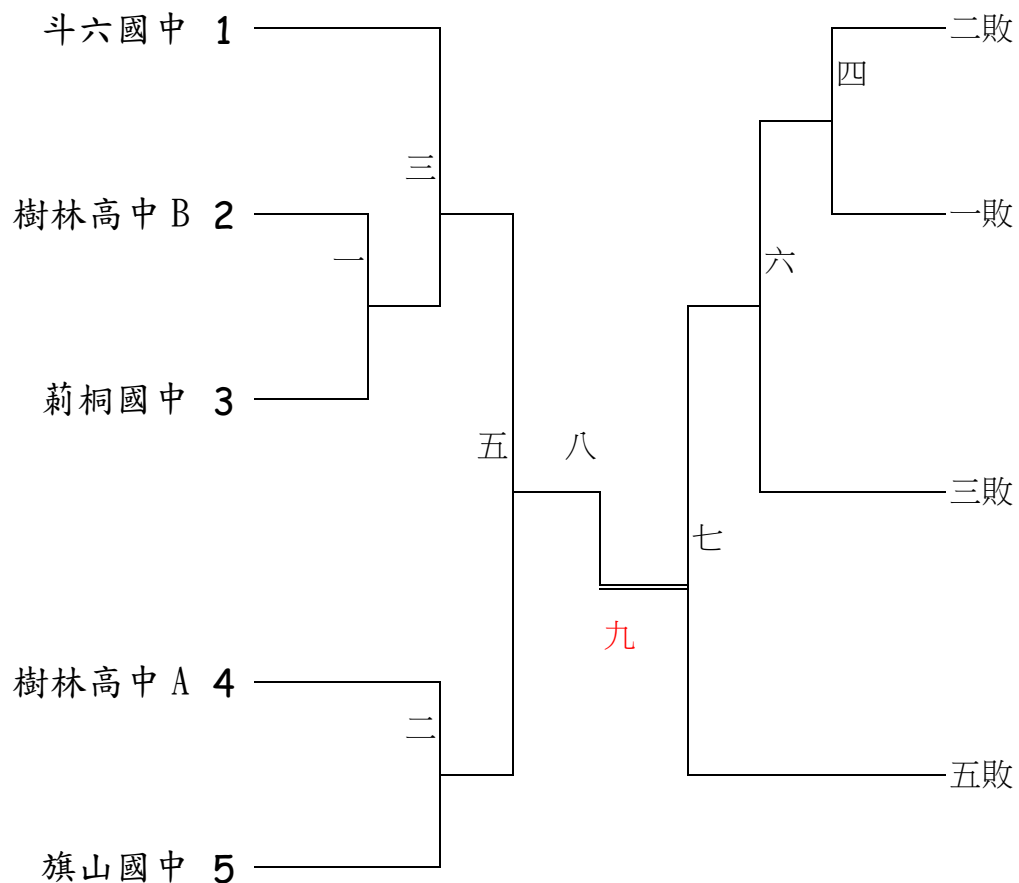 斗六國中 1
二敗
四
三
樹林高中 B 2
一敗
一
六
莿桐國中 3
五
八
三敗
七
九
樹林高中 A 4
二
五敗
旗山國中 5